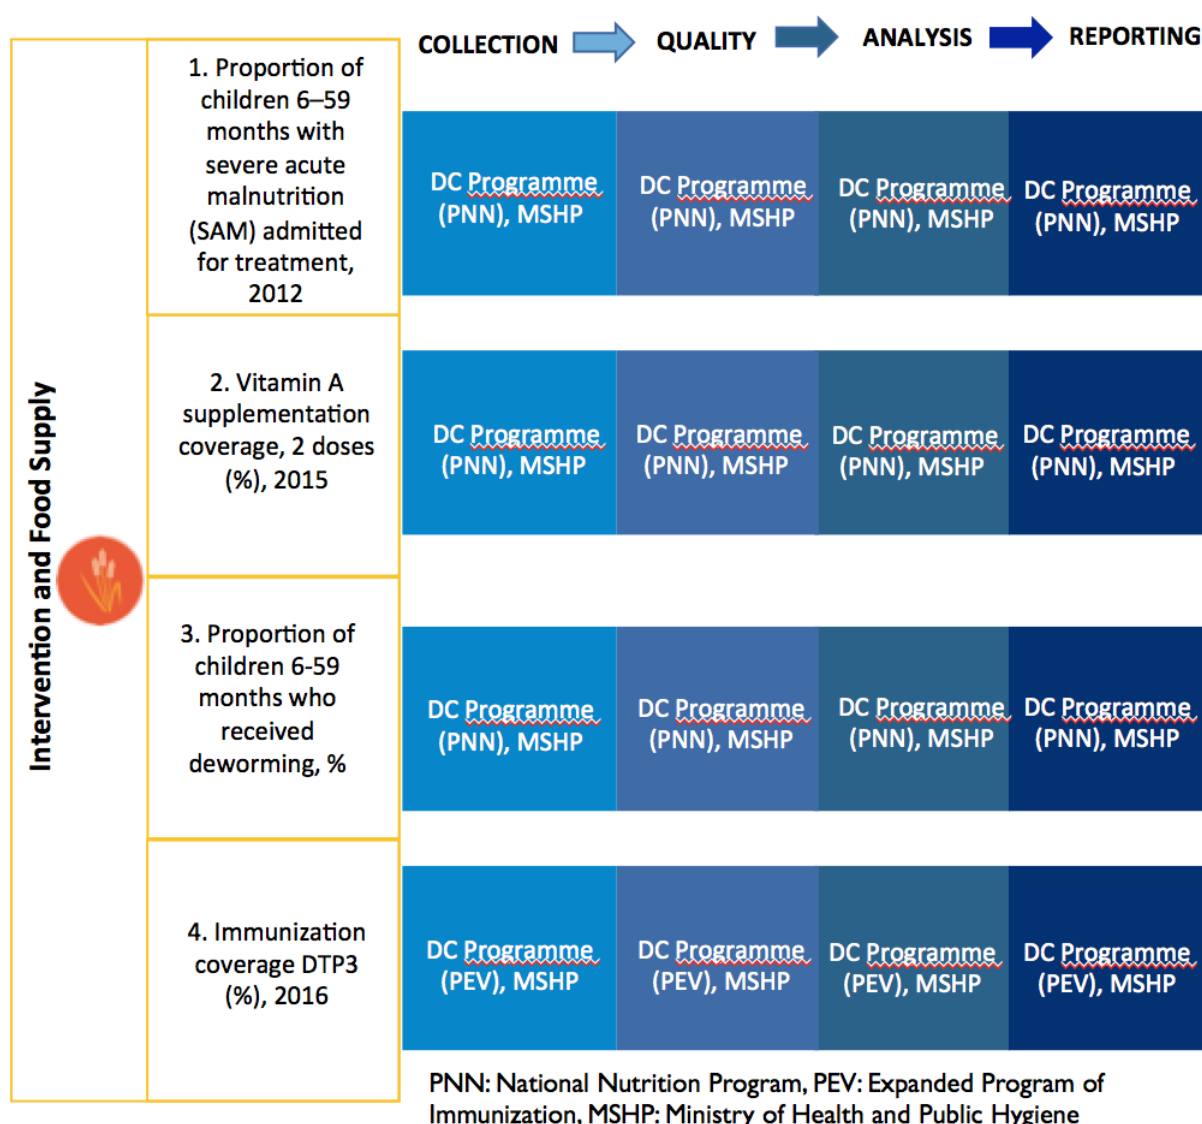 COLLECTION QUALITY ANALYSIS REPORTING
Intervention and Food Supply
1. Proportion of
children 6–59
months with
severe acute
malnutrition
(SAM) admitted
for treatment,
2012
DC Programme
(PNN), MSHP
DC Programme
(PNN), MSHP
DC Programme
(PNN), MSHP
DC Programme
(PNN), MSHP
2. Vitamin A
supplementation
coverage, 2 doses
(%), 2015
DC Programme
(PNN), MSHP
DC Programme
(PNN), MSHP
DC Programme
(PNN), MSHP
DC Programme
(PNN), MSHP
3. Proportion of
children 6-59
months who
received
deworming, %
DC Programme
(PNN), MSHP
DC Programme
(PNN), MSHP
DC Programme
(PNN), MSHP
DC Programme
(PNN), MSHP
4. Immunization
coverage DTP3
(%), 2016
DC Programme
(PEV), MSHP
DC Programme
(PEV), MSHP
DC Programme
(PEV), MSHP
DC Programme
(PEV), MSHP
PNN: National Nutrition Program, PEV: Expanded Program of
Immunization, MSHP: Ministry of Health and Public Hygiene